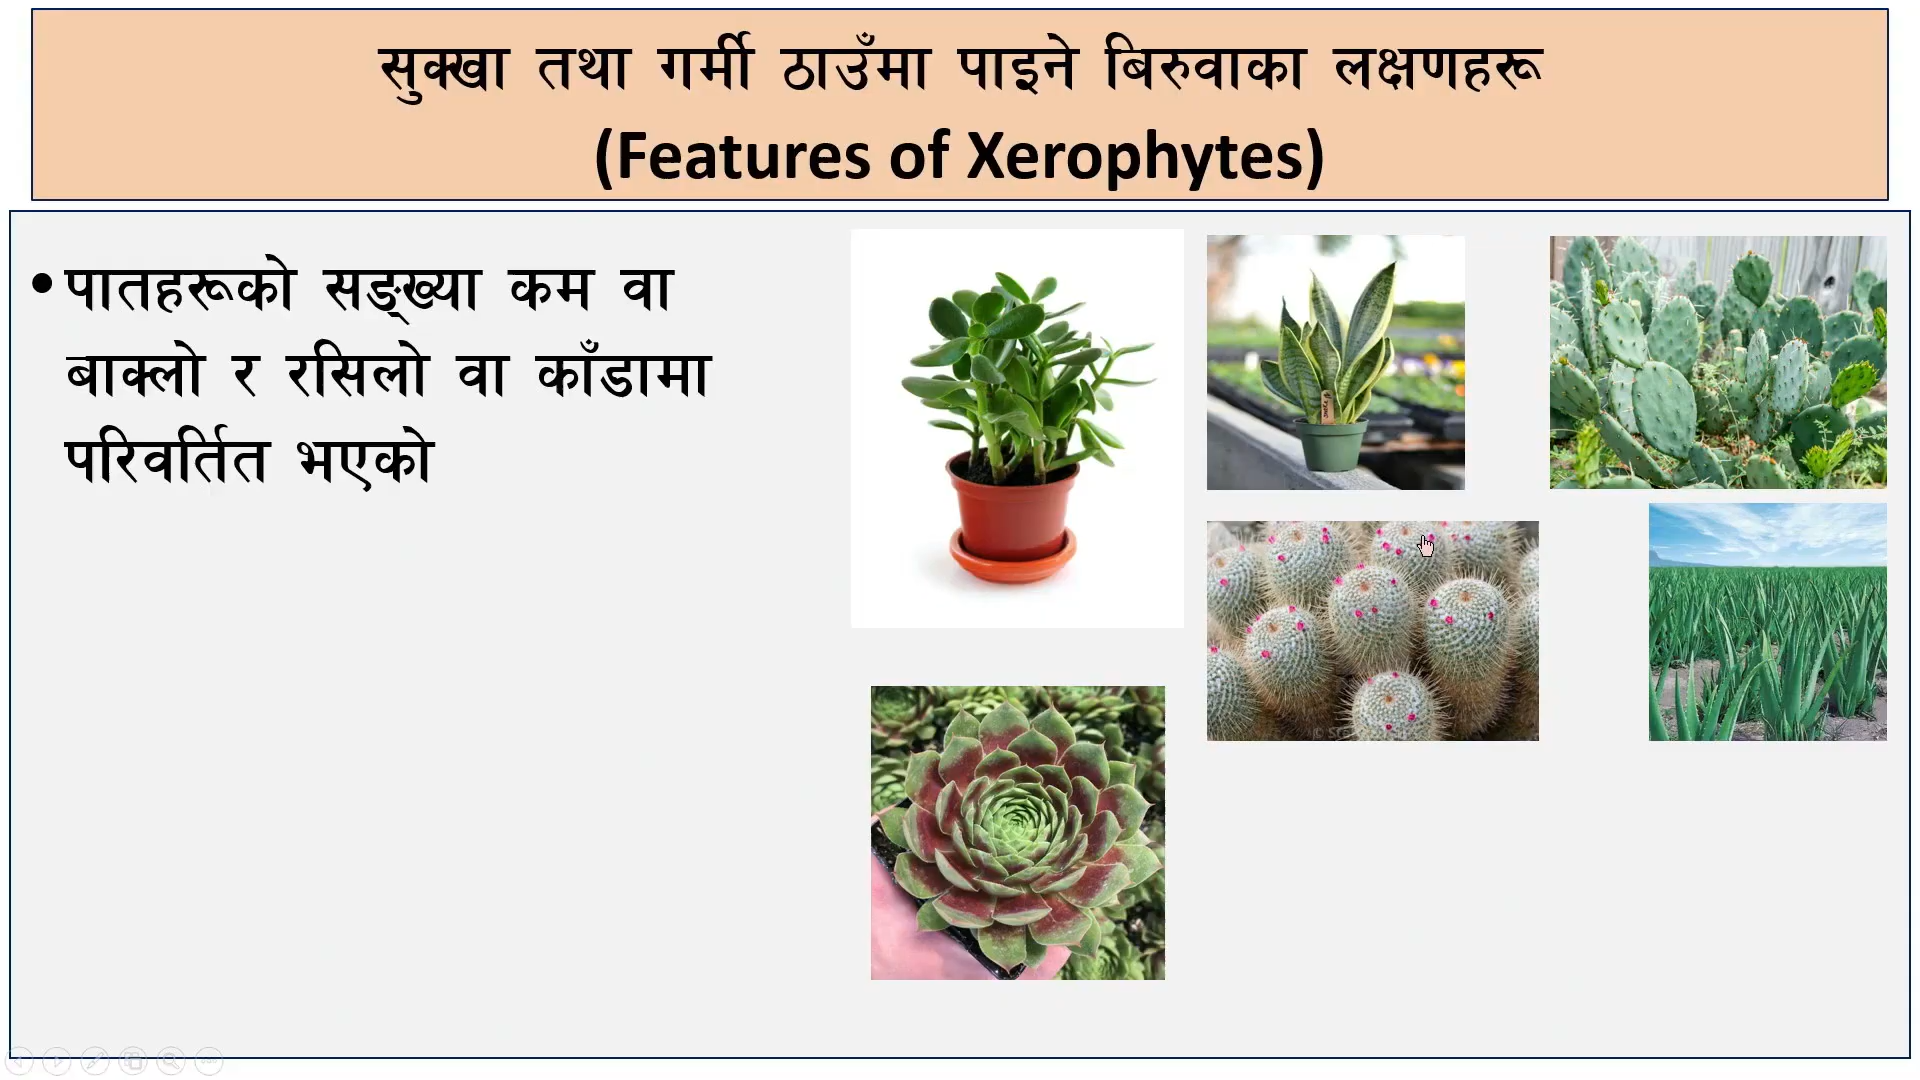 सुक्खा तथा गर्मी ठाउँमा पाइने बिरुवाका लक्षणहरू
(Features of Xerophytes)
• पातहरूको सङ्ख्या कम वा
बाक्लो र रसिलो वा काँडामा
परिवर्तित भएको